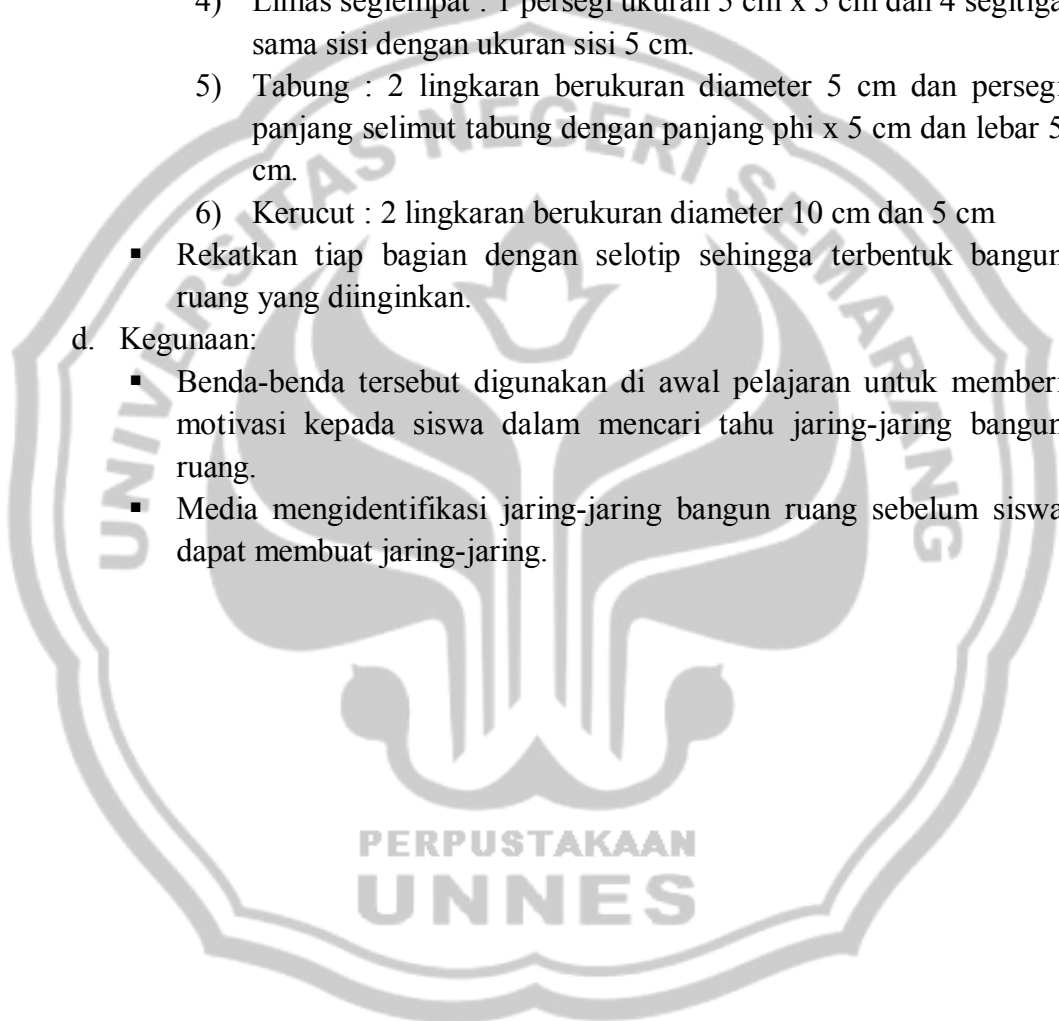 4) Limas segiempat : 1 persegi ukuran 5 cm x 5 cm dan 4 segitiga
sama sisi dengan ukuran sisi 5 cm.
5) Tabung : 2 lingkaran berukuran diameter 5 cm dan persegi
panjang selimut tabung dengan panjang phi x 5 cm dan lebar 5
cm.
6) Kerucut : 2 lingkaran berukuran diameter 10 cm dan 5 cm
▪ Rekatkan tiap bagian dengan selotip sehingga terbentuk bangun
ruang yang diinginkan.
d. Kegunaan:
▪ Benda-benda tersebut digunakan di awal pelajaran untuk memberi
motivasi kepada siswa dalam mencari tahu jaring-jaring bangun
ruang.
▪ Media mengidentifikasi jaring-jaring bangun ruang sebelum siswa
dapat membuat jaring-jaring.
UNIVERSITAS NEGERI SEMARANG
PERPUSTAKAAN
UNNES